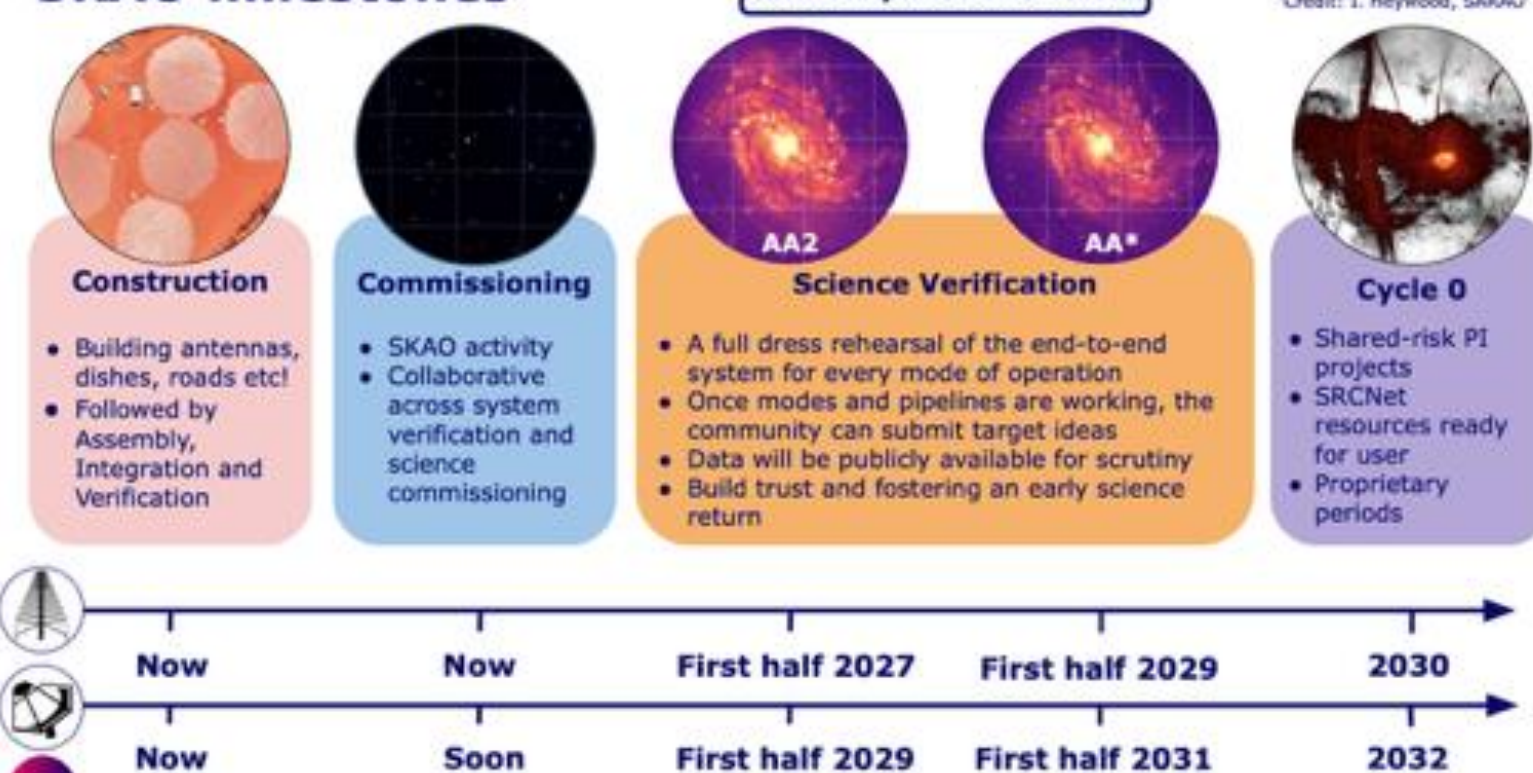 Credit: I. Heywood, SARAO
AA2
AA*
Construction
• Building antennas,
dishes, roads etc!
• Followed by
Assembly,
Integration and
Verification
Commissioning
• SKAO activity
• Collaborative
across system
verification and
science
commissioning
Science Verification
• A full dress rehearsal of the end-to-end
system for every mode of operation
• Once modes and pipelines are working, the
community can submit target ideas
• Data will be publicly available for scrutiny
• Build trust and fostering an early science
return
Cycle 0
• Shared-risk PI
projects
• SRCNet
resources ready
for user
• Proprietary
periods
Now
Now
First half 2027
First half 2029
2030
Now
Soon
First half 2029
First half 2031
2032